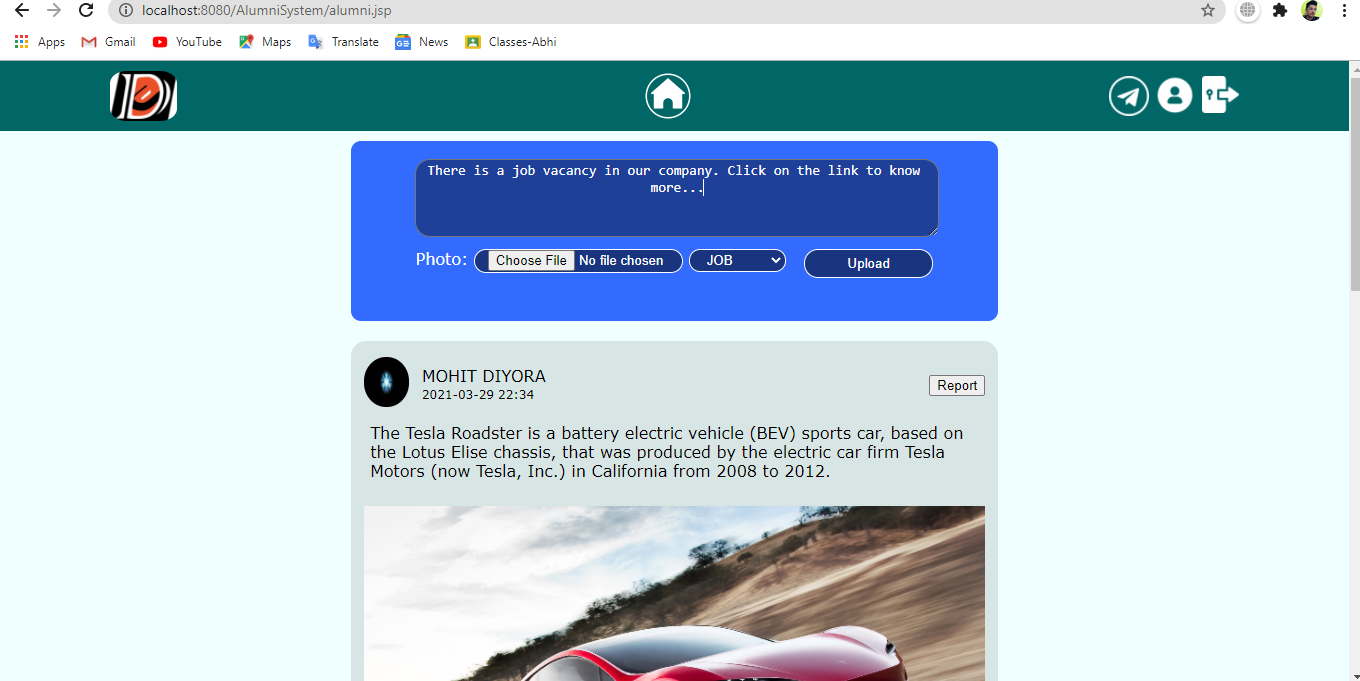 localhost:8080/AlumniSystem/alumni.jsp
Apps Gmail YouTube Maps Translate News Classes-Abhi
There is a job vacancy in our company. Click on the link to know
more...
Photo: Choose File No file chosen JOB Upload
MOHIT DIYORA
2021-03-29 22:34
Report
The Tesla Roadster is a battery electric vehicle (BEV) sports car, based on
the Lotus Elise chassis, that was produced by the electric car firm Tesla
Motors (now Tesla, Inc.) in California from 2008 to 2012.